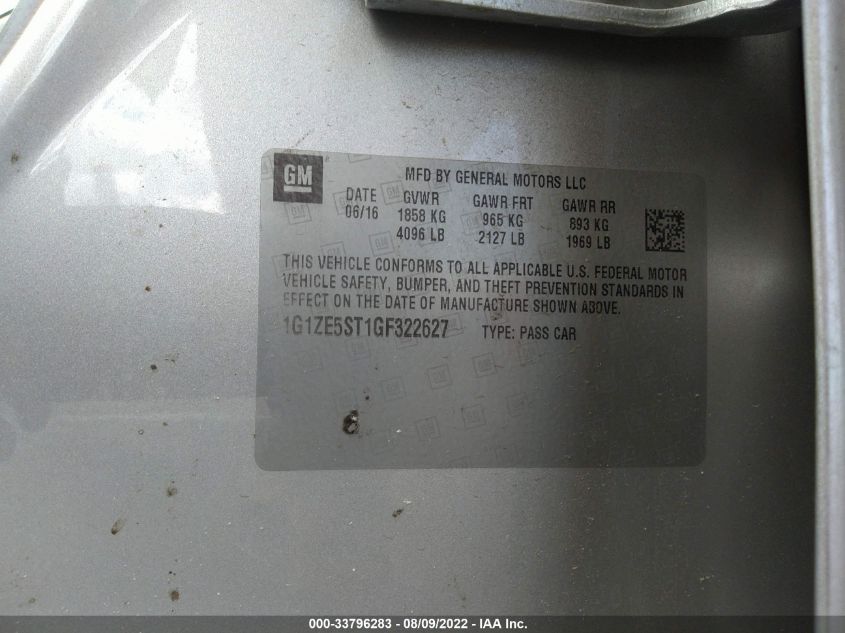 GM
MFD BY GENERAL MOTORS LLC
DATE GVWR GAWR FRT GAWR RR
06/16 1858 KG 965 KG 893 KG
4096 LB 2127 LB 1969 LB
THIS VEHICLE CONFORMS TO ALL APPLICABLE U.S. FEDERAL MOTOR
VEHICLE SAFETY, BUMPER, AND THEFT PREVENTION STANDARDS IN
EFFECT ON THE DATE OF MANUFACTURE SHOWN ABOVE.
1G1ZE5ST1GF322627 TYPE: PASS CAR
000-33796283 - 08/09/2022 - IAA Inc.